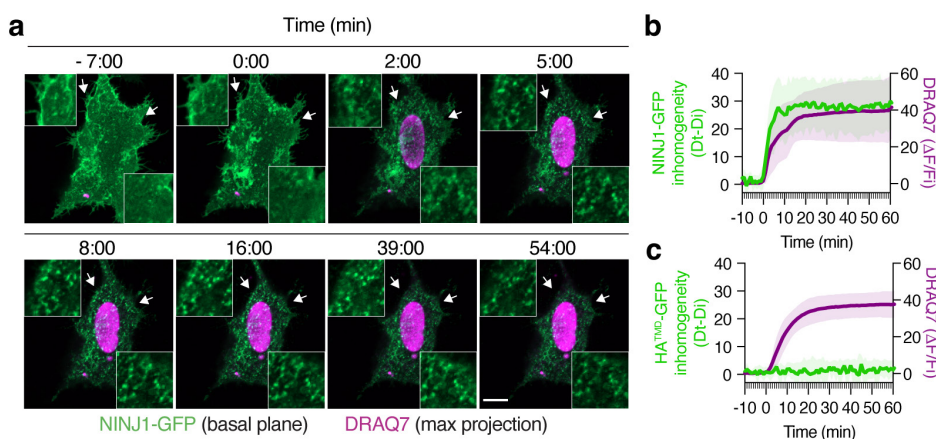 a
Time (min)
- 7:00 0:00 2:00 5:00
8:00 16:00 39:00 54:00
NINJ1-GFP (basal plane) DRAQ7 (max projection)
b
NINJ1-GFP
inhomogeneity
(Dt-Di)
40
30
20
10
0
60
40
20
0
DRAQ7 (ΔF/Fi)
-10 0 10 20 30 40 50 60
Time (min)
c
HATMD-GFP
inhomogeneity
(Dt-Di)
40
30
20
10
0
60
40
20
0
DRAQ7 (ΔF/Fi)
-10 0 10 20 30 40 50 60
Time (min)